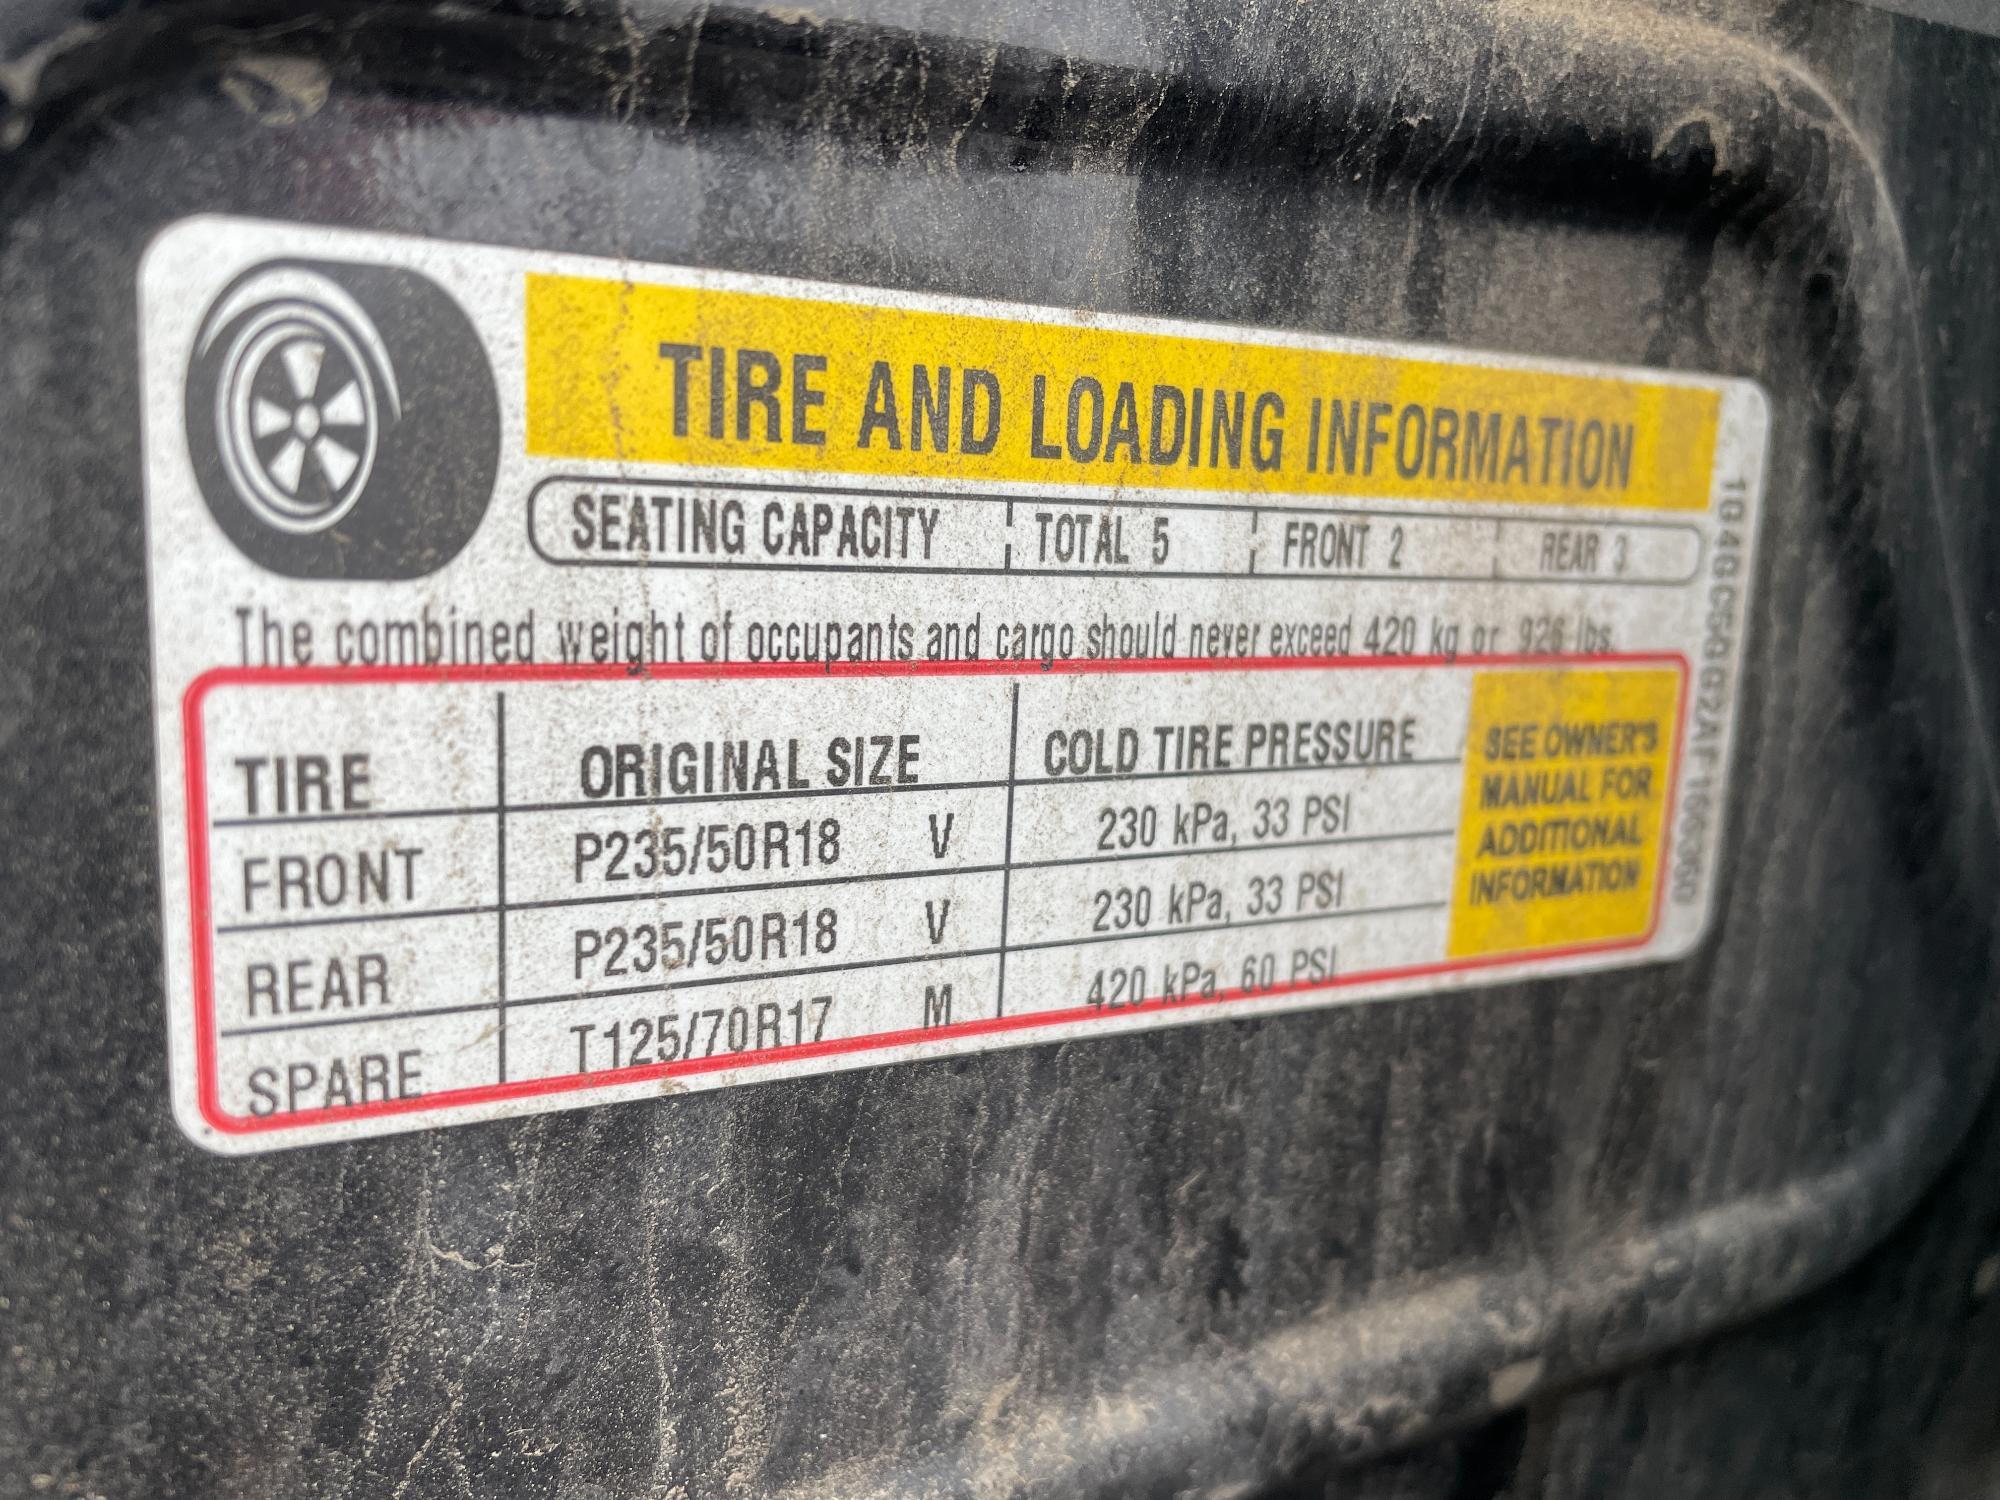 TIRE AND LOADING INFORMATION
SEATING CAPACITY TOTAL 5 FRONT 2 REAR 3
The combined weight of occupants and cargo should never exceed 420 kg or 926 lbs.
TIRE ORIGINAL SIZE COLD TIRE PRESSURE
FRONT P235/50R18 V 230 kPa, 33 PSI
REAR P235/50R18 V 230 kPa, 33 PSI
SPARE T125/70R17 M 420 kPa, 60 PSI
SEE OWNER'S
MANUAL FOR
ADDITIONAL
INFORMATION